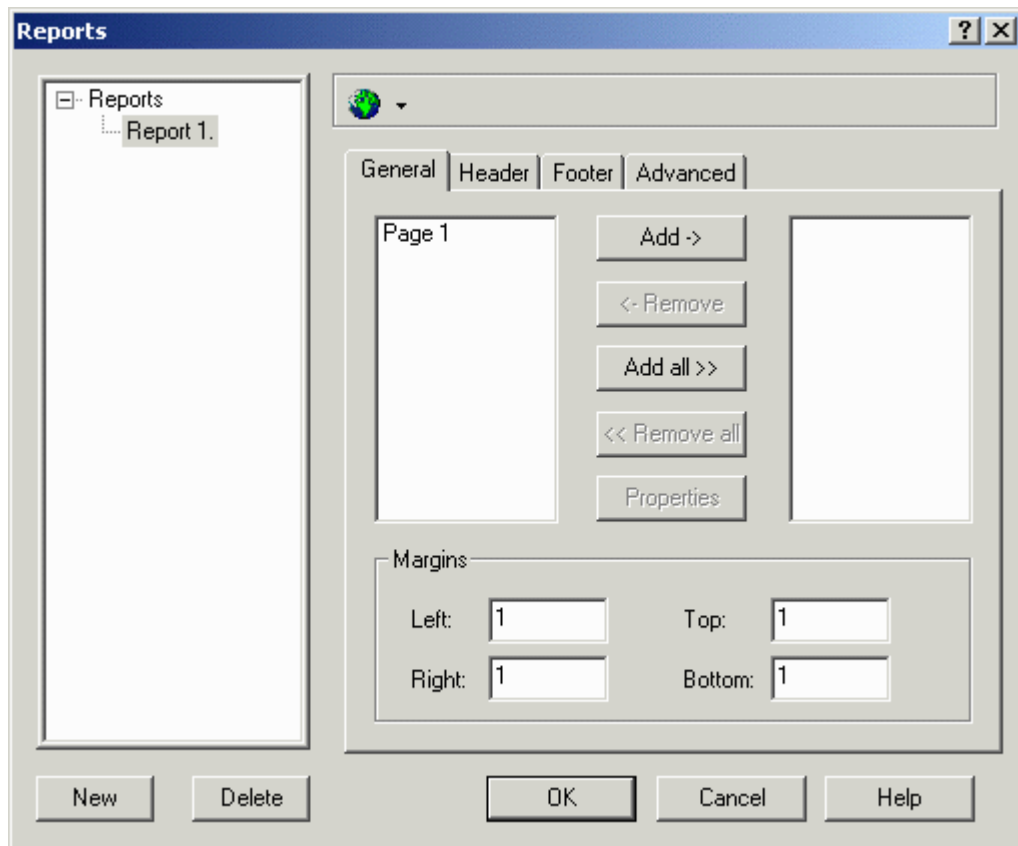 Reports
Reports
Report 1.
General Header Footer Advanced
Page 1
Add ->
<- Remove
Add all >>
<< Remove all
Properties
Margins
Left: 1 Top: 1
Right: 1 Bottom: 1
New Delete OK Cancel Help